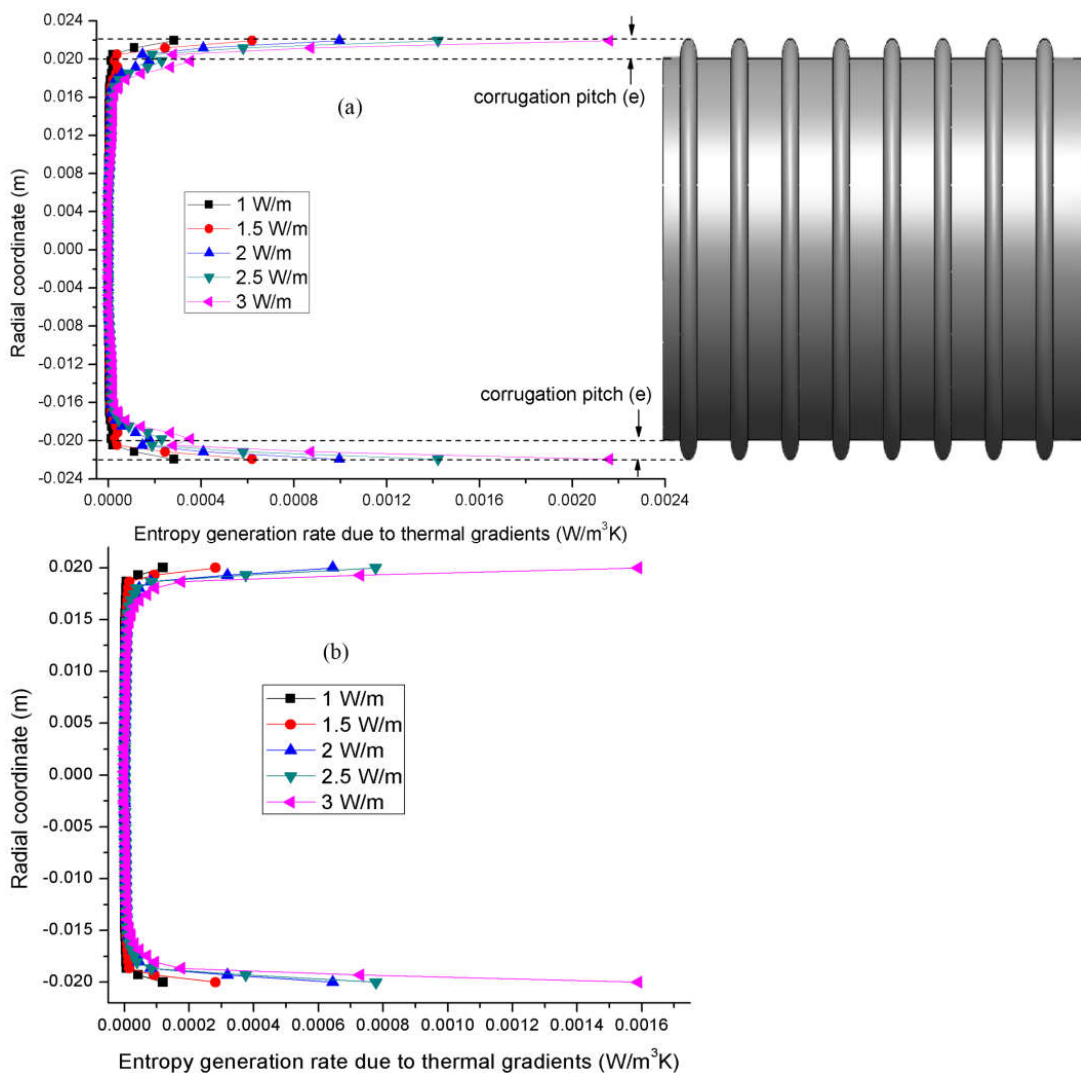 0.024
0.020
0.016
0.012
0.008
0.004
0.000
-0.004
-0.008
-0.012
-0.016
-0.020
-0.024
Radial coordinate (m)
(a)
corrugation pitch (e)
1 W/m
1.5 W/m
2 W/m
2.5 W/m
3 W/m
corrugation pitch (e)
0.0000 0.0004 0.0008 0.0012 0.0016 0.0020 0.0024
Entropy generation rate due to thermal gradients (W/m³K)
0.020
0.015
0.010
0.005
0.000
-0.005
-0.010
-0.015
-0.020
Radial coordinate (m)
(b)
1 W/m
1.5 W/m
2 W/m
2.5 W/m
3 W/m
0.0000 0.0002 0.0004 0.0006 0.0008 0.0010 0.0012 0.0014 0.0016
Entropy generation rate due to thermal gradients (W/m³K)